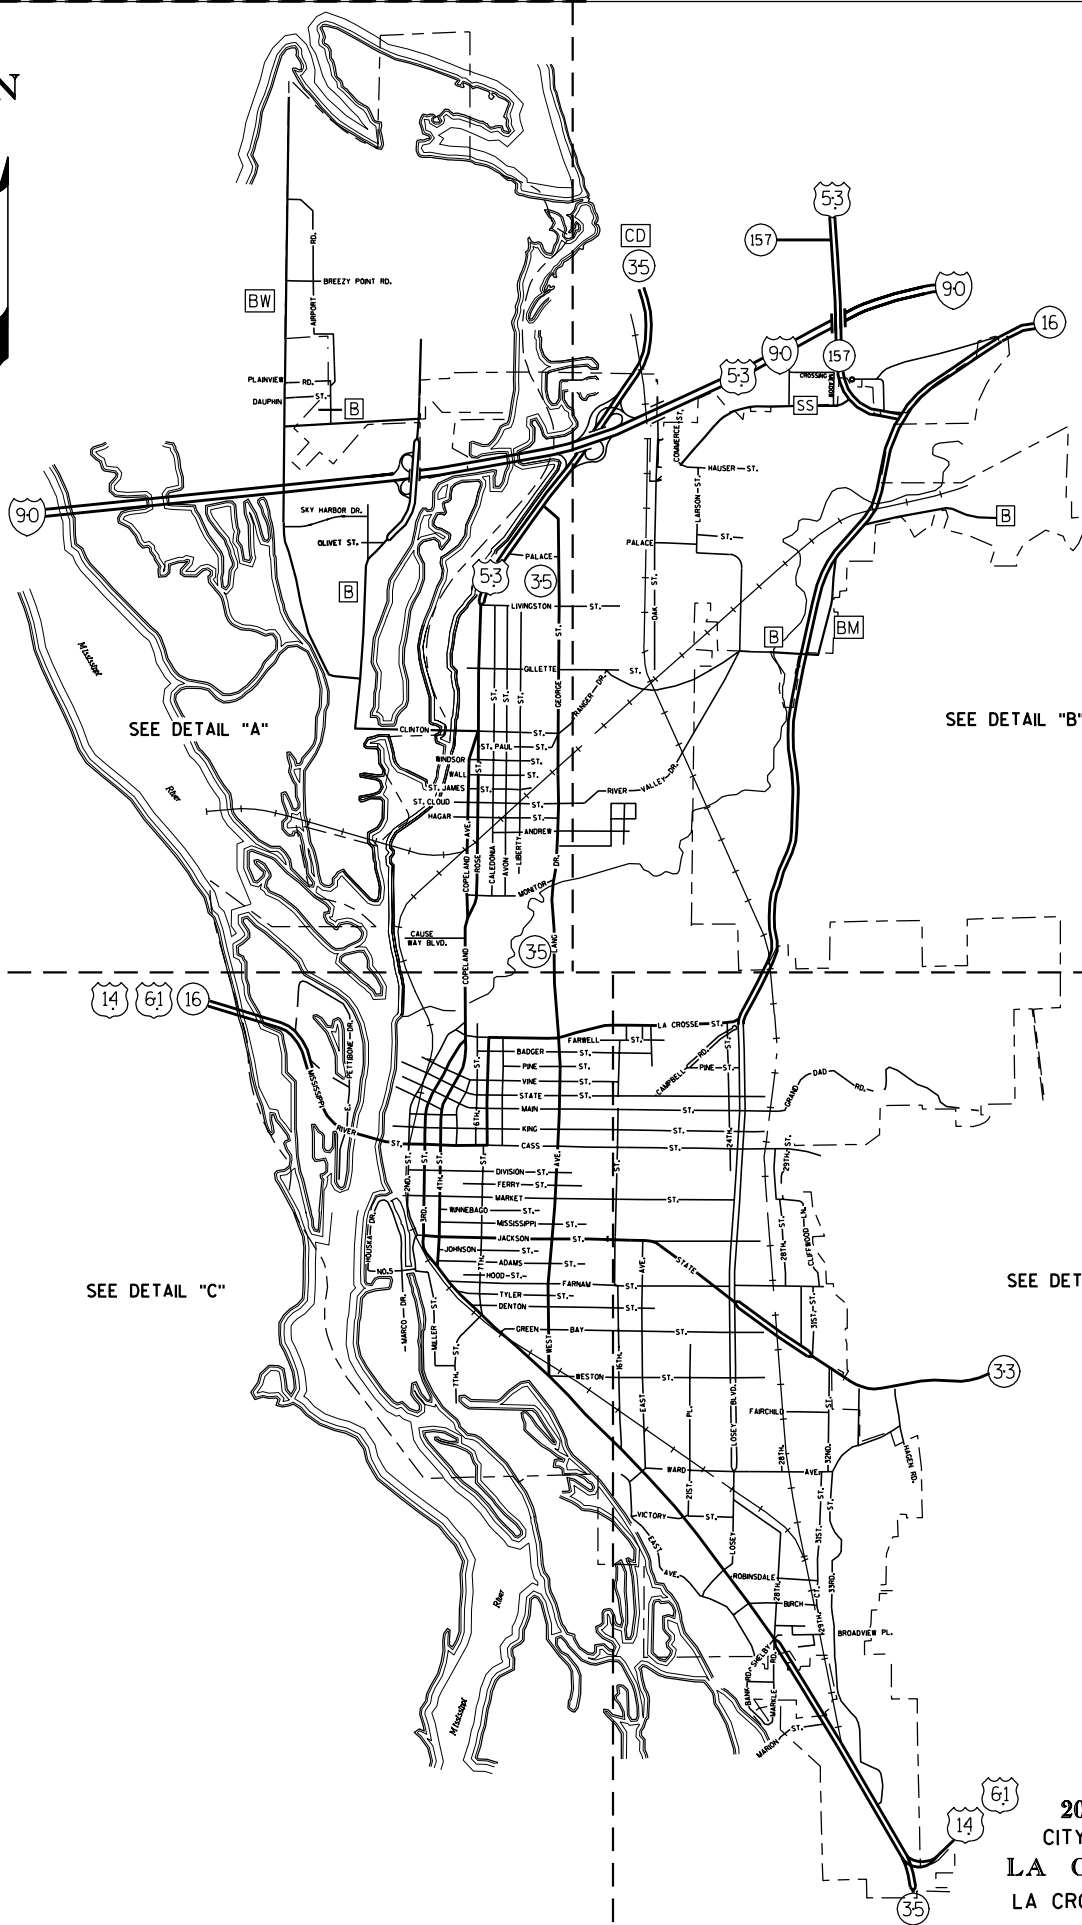 N
53
CD
35
157
90
BW
BREEZY POINT RD.
AIRPORT RD.
16
90
157
53
PLAINVIEW RD.
DAUPHIN ST.
B
CROSSING
SS
COMMERCE ST.
HAUSER ST.
LARSON ST.
90
SKY HARBOR DR.
OLIVET ST.
B
B
PALACE ST.
PALACE
53
35
LIVINGSTON ST.
OAK ST.
B
BM
Mississippi
GILLETTE ST.
GEORGE ST.
RANGER DR.
ST.
ST.
ST.
SEE DETAIL "A"
SEE DETAIL "B"
CLINTON ST.
ST. PAUL ST.
WINDSOR ST.
WALL ST.
ST. JAMES ST.
RIVER VALLEY DR.
ST. CLOUD ST.
HAGAR ST.
ANDREW
River
COPELAND AVE.
ROSE ST.
CALEDONIA
AVON
LIBERTY
MONITOR
LANG DR.
CAUSE
WAY BLVD.
COPELAND
35
14
61
16
LA CROSSE ST.
FARWELL ST.
BADGER ST.
PINE ST.
CAMPBELL RD.
PINE ST.
VINE ST.
STATE ST.
MAIN ST.
GRAND DAD RD.
KING ST.
CASS ST.
E. PETTIBONE DR.
MISSISSIPPI RIVER ST.
6TH ST.
24TH ST.
29TH ST.
DIVISION ST.
FERRY ST.
MARKET ST.
WINNEBAGO ST.
MISSISSIPPI ST.
JACKSON ST.
JOHNSON ST.
ADAMS ST.
HOOD ST.
FARNAM ST.
TYLER ST.
DENTON ST.
GREEN BAY ST.
WESTON ST.
2ND. ST.
3RD. ST.
4TH. ST.
7TH. ST.
WEST AVE.
16TH. ST.
EAST AVE.
STATE
28TH. ST.
CLIFFWOOD LN.
31ST. ST.
HOUSKA DR.
NO.5
MARCO DR.
MILLER ST.
7TH. ST.
SEE DETAIL "C"
SEE DET
33
FAIRCHILD ST.
21ST. PL.
LOSEY BLVD.
28TH.
32ND. ST.
HAGEN RD.
WARD AVE.
VICTORY ST.
EAST AVE.
LOSEY
31ST. ST.
33RD. ST.
ROBINSDALE
28TH.
BIRCH
29TH. CT.
BROADVIEW PL.
SHELBY RD.
BANK RD.
MARKLE
MARION ST.
River
Mississippi
61
14
35
20
CITY
LA C
LA CRO